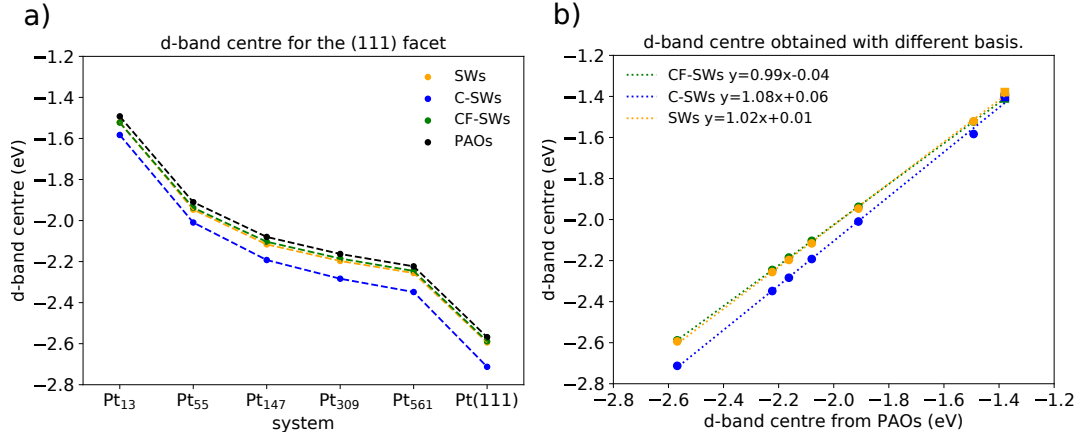 a)
d-band centre for the (111) facet
−1.2
−1.4
−1.6
−1.8
−2.0
−2.2
−2.4
−2.6
−2.8
d-band centre (eV)
SWs
C-SWs
CF-SWs
PAOs
Pt₁₃
Pt₅₅
Pt₁₄₇
Pt₃₀₉
Pt₅₆₁
Pt(111)
system
b)
d-band centre obtained with different basis.
−1.2
−1.4
−1.6
−1.8
−2.0
−2.2
−2.4
−2.6
−2.8
d-band centre (eV)
CF-SWs y=0.99x-0.04
C-SWs y=1.08x+0.06
SWs y=1.02x+0.01
−2.8
−2.6
−2.4
−2.2
−2.0
−1.8
−1.6
−1.4
−1.2
d-band centre from PAOs (eV)